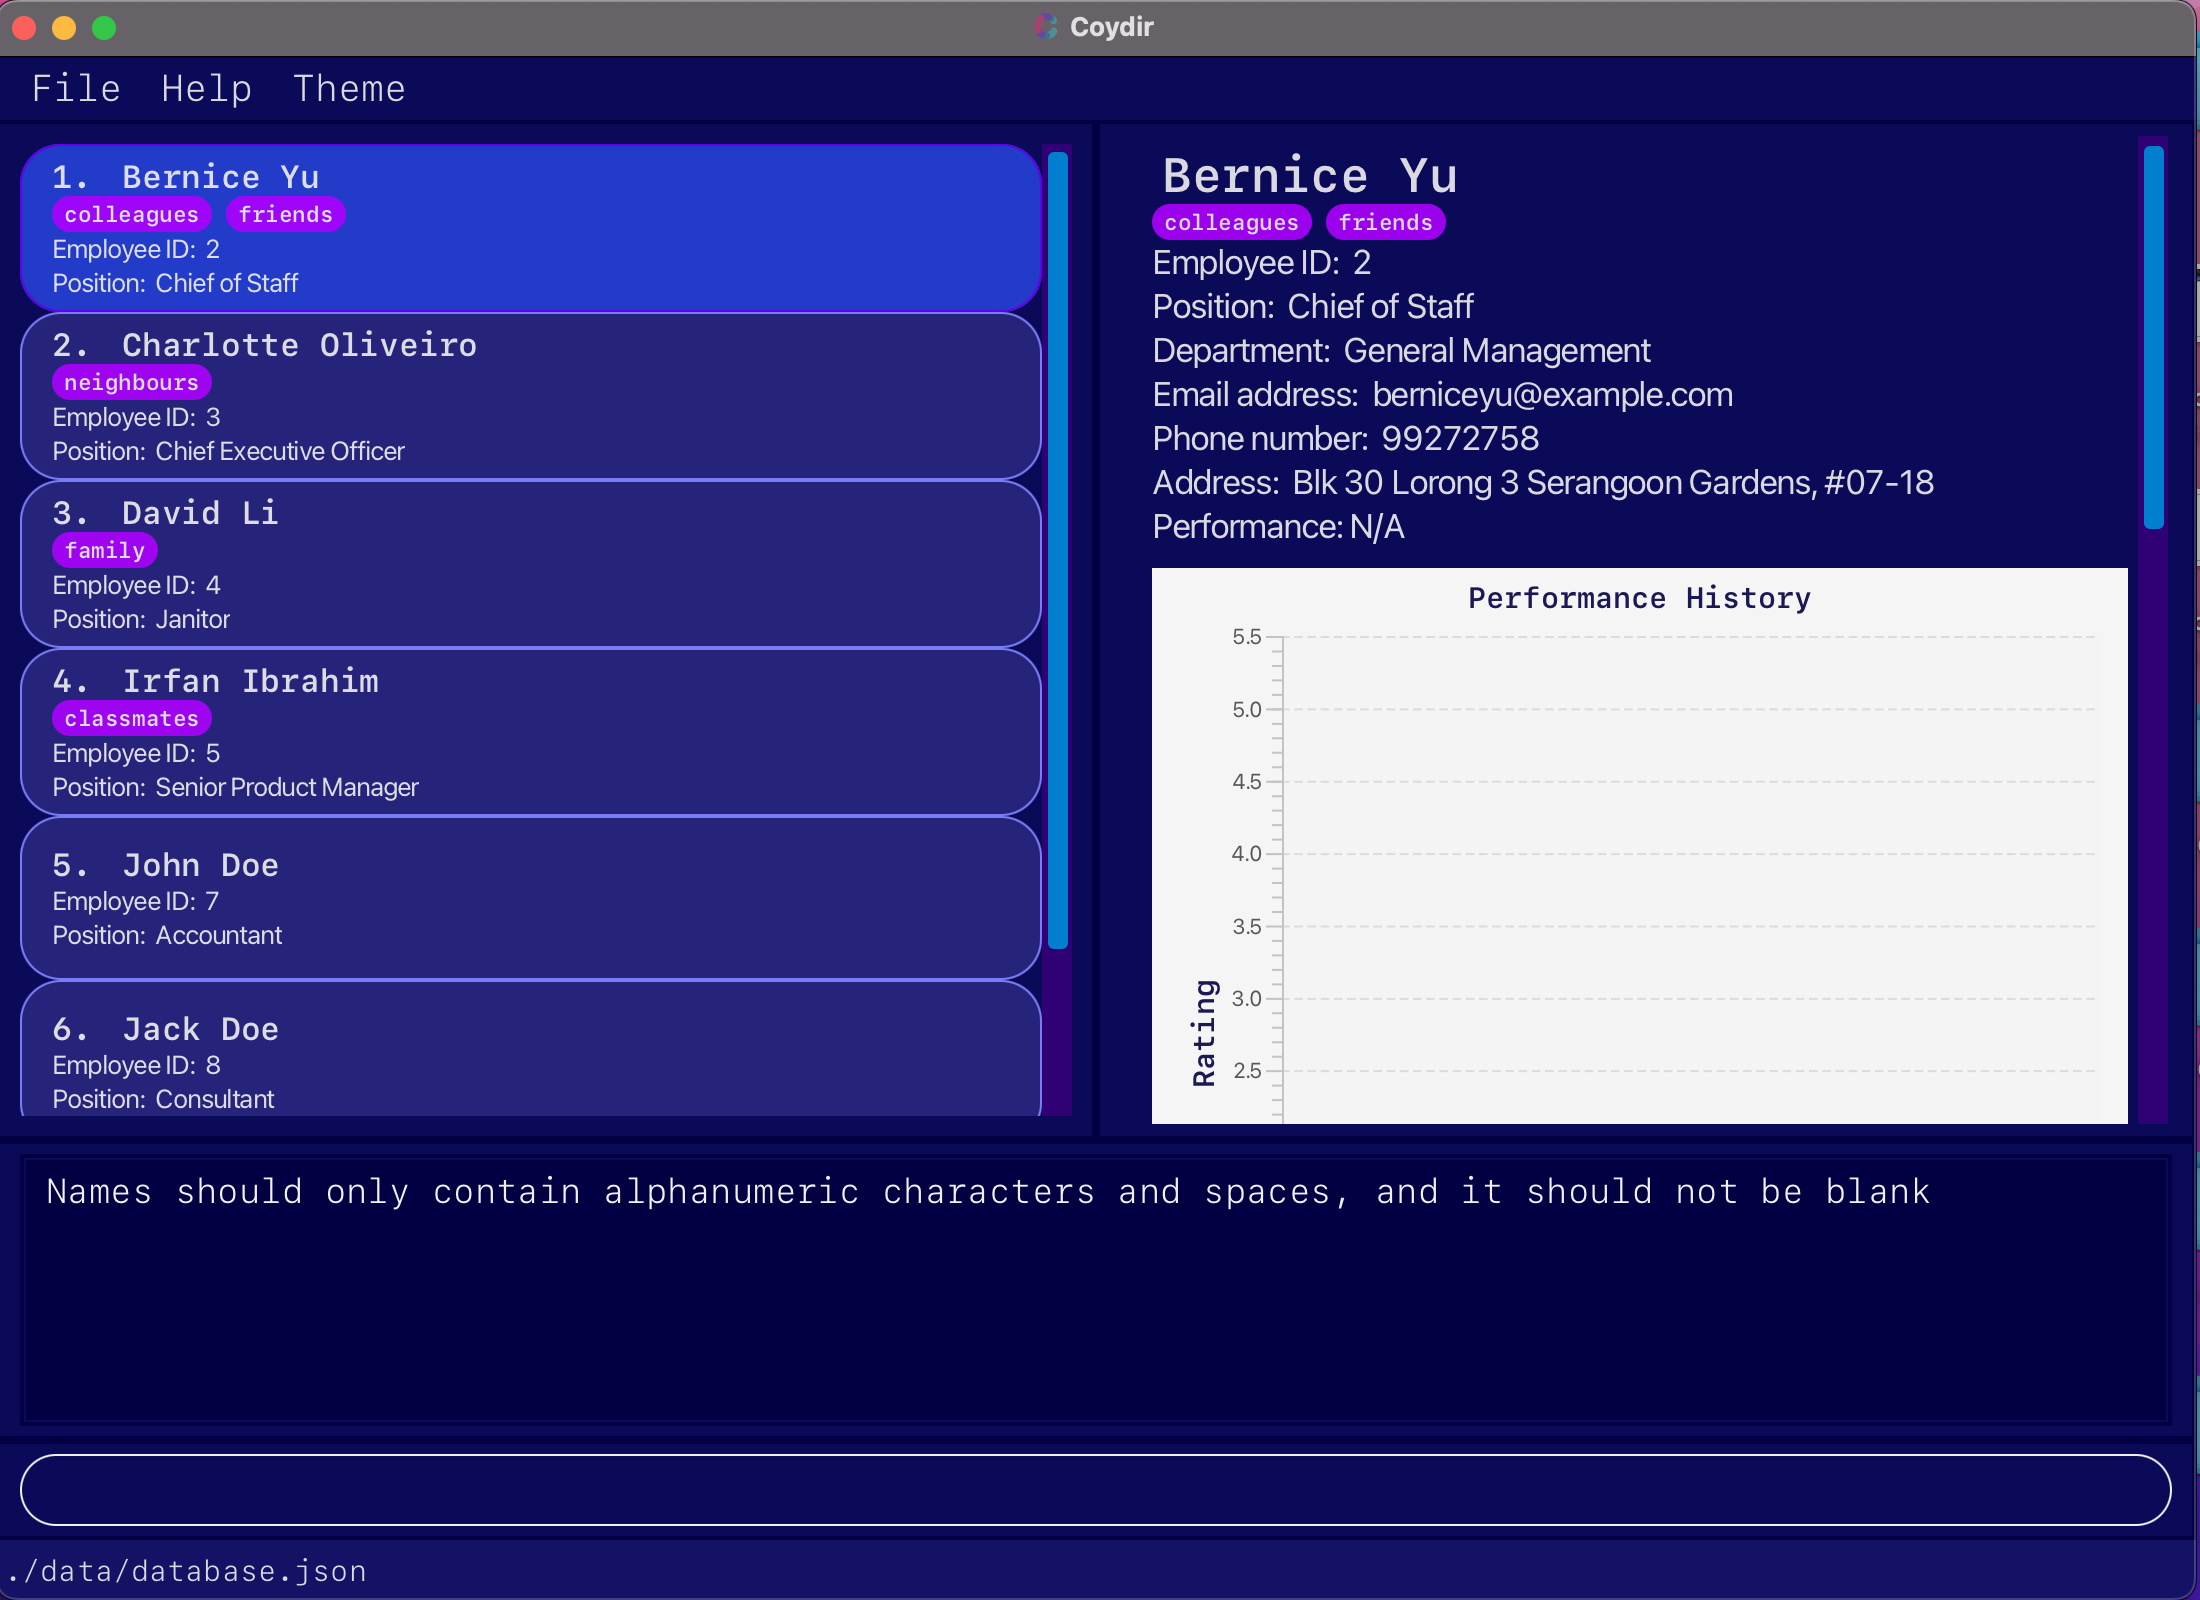 Coydir
File Help Theme
1. Bernice Yu
colleagues friends
Employee ID: 2
Position: Chief of Staff
2. Charlotte Oliveiro
neighbours
Employee ID: 3
Position: Chief Executive Officer
3. David Li
family
Employee ID: 4
Position: Janitor
4. Irfan Ibrahim
classmates
Employee ID: 5
Position: Senior Product Manager
5. John Doe
Employee ID: 7
Position: Accountant
6. Jack Doe
Employee ID: 8
Position: Consultant
Bernice Yu
colleagues friends
Employee ID: 2
Position: Chief of Staff
Department: General Management
Email address: berniceyu@example.com
Phone number: 99272758
Address: Blk 30 Lorong 3 Serangoon Gardens, #07-18
Performance: N/A
Performance History
5.5
5.0
4.5
4.0
3.5
3.0
2.5
Rating
Names should only contain alphanumeric characters and spaces, and it should not be blank
./data/database.json